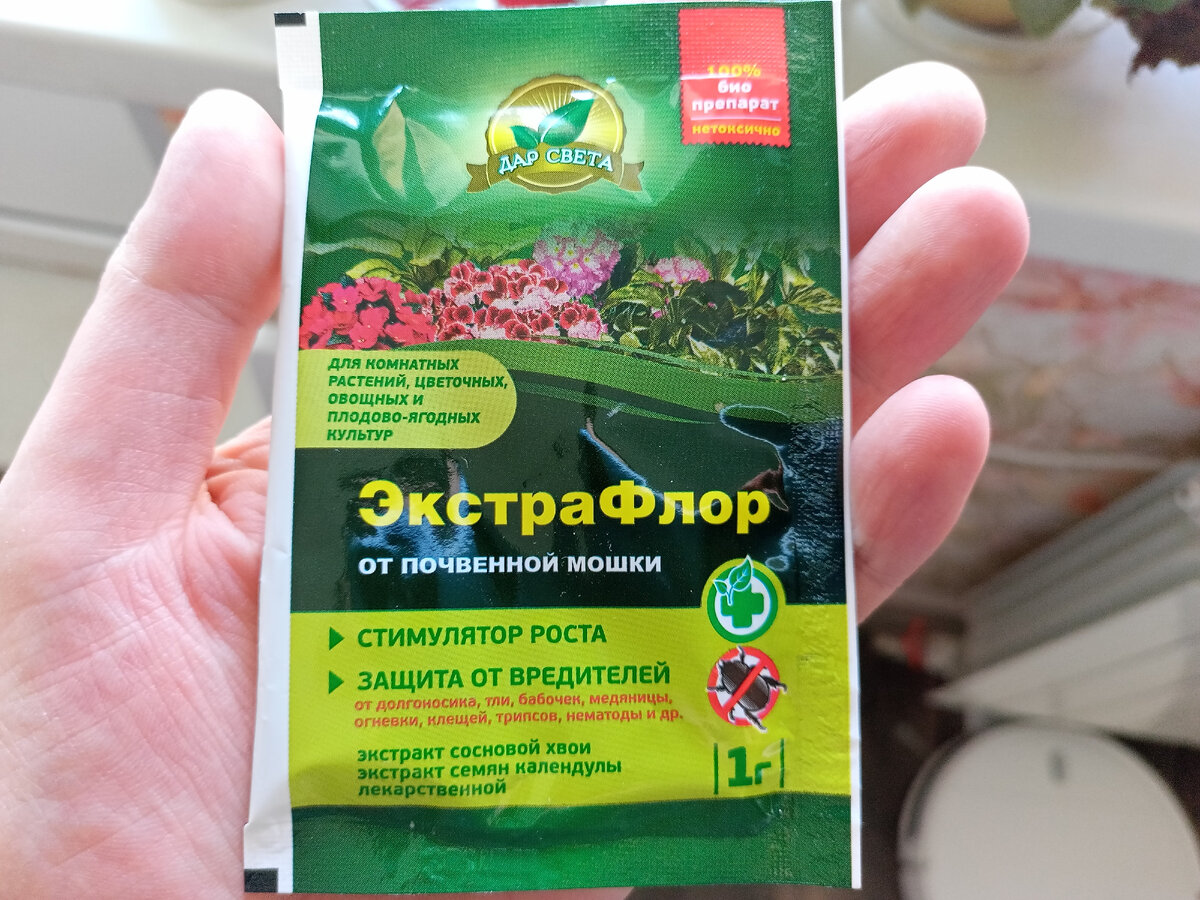 100%
био
препарат
нетоксично
ДАР СВЕТА
ДЛЯ КОМНАТНЫХ
РАСТЕНИЙ, ЦВЕТОЧНЫХ,
ОВОЩНЫХ И
ПЛОДОВО-ЯГОДНЫХ
КУЛЬТУР
ЭкстраФлор
ОТ ПОЧВЕННОЙ МОШКИ
СТИМУЛЯТОР РОСТА
ЗАЩИТА ОТ ВРЕДИТЕЛЕЙ
от долгоносика, тли, бабочек, медяницы,
огневки, клещей, трипсов, нематоды и др.
экстракт сосновой хвои
экстракт семян календулы
лекарственной
1г